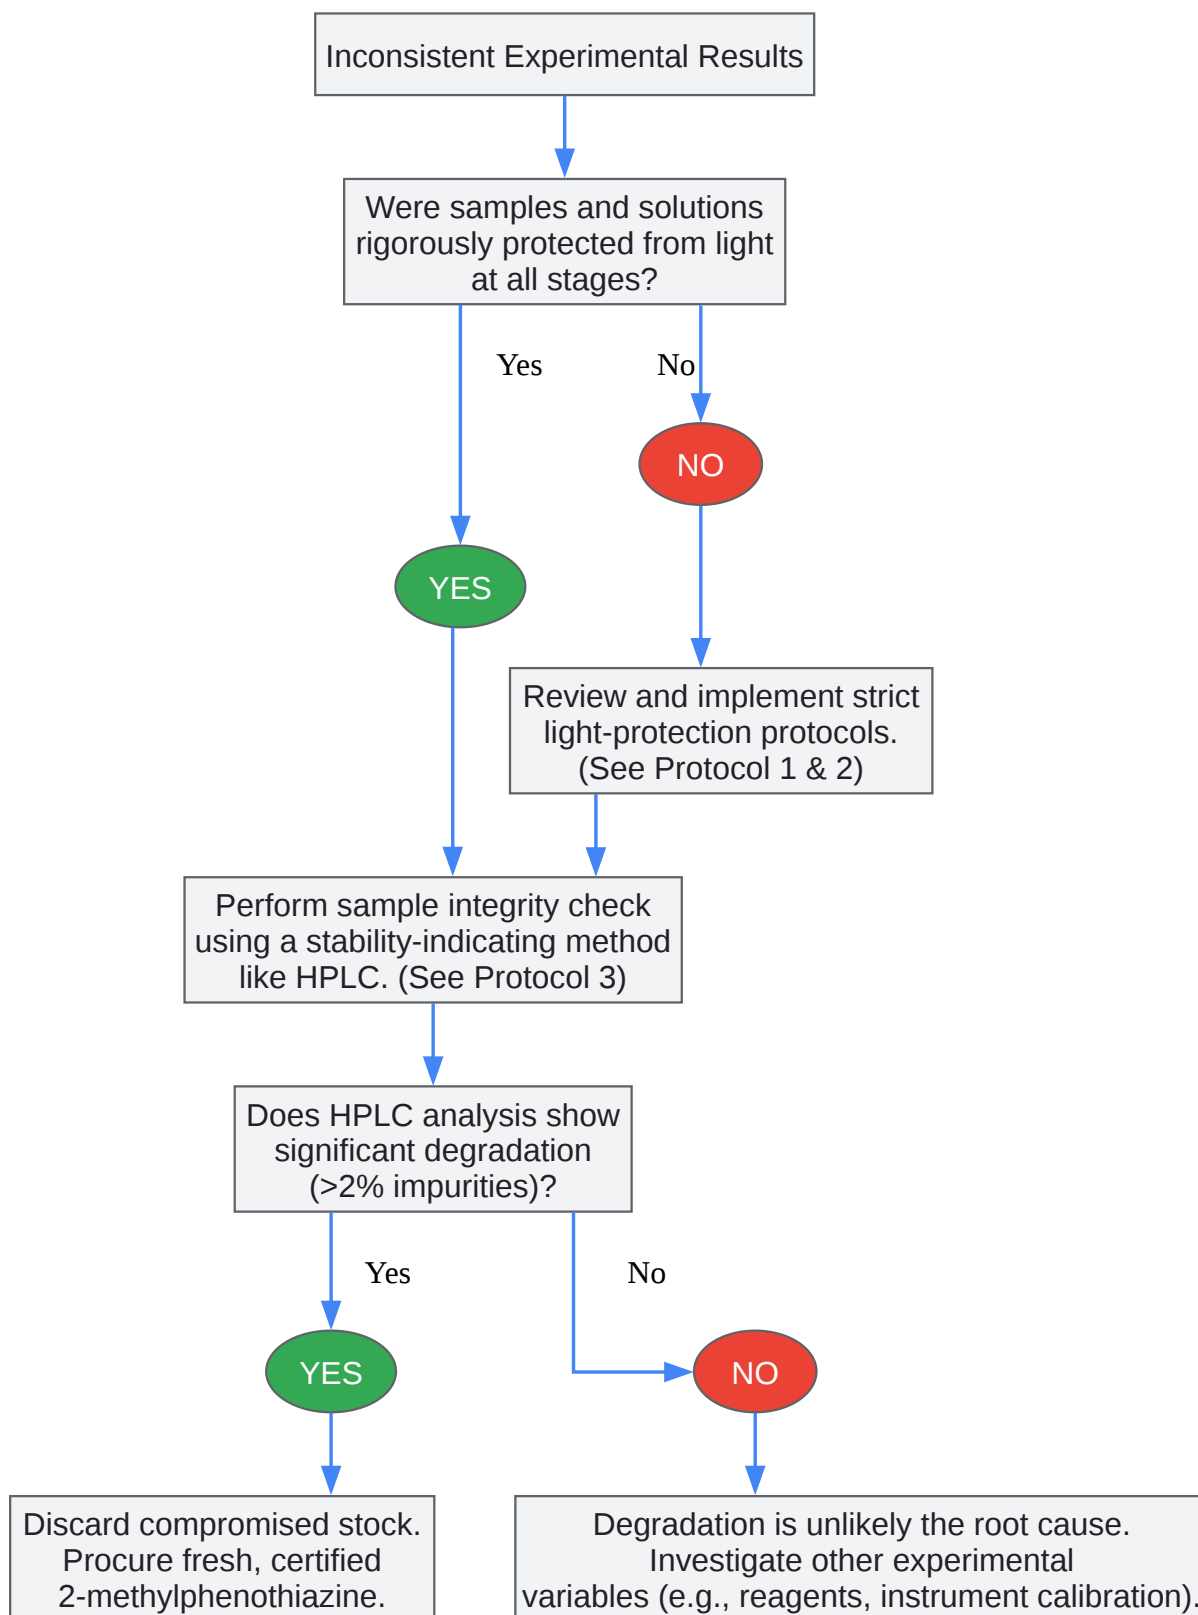 Inconsistent Experimental Results
Were samples and solutions
rigorously protected from light
at all stages?
Yes
No
NO
YES
Review and implement strict
light-protection protocols.
(See Protocol 1 & 2)
Perform sample integrity check
using a stability-indicating method
like HPLC. (See Protocol 3)
Does HPLC analysis show
significant degradation
(>2% impurities)?
Yes
No
YES
NO
Discard compromised stock.
Procure fresh, certified
2-methylphenothiazine.
Degradation is unlikely the root cause.
Investigate other experimental
variables (e.g., reagents, instrument calibration).